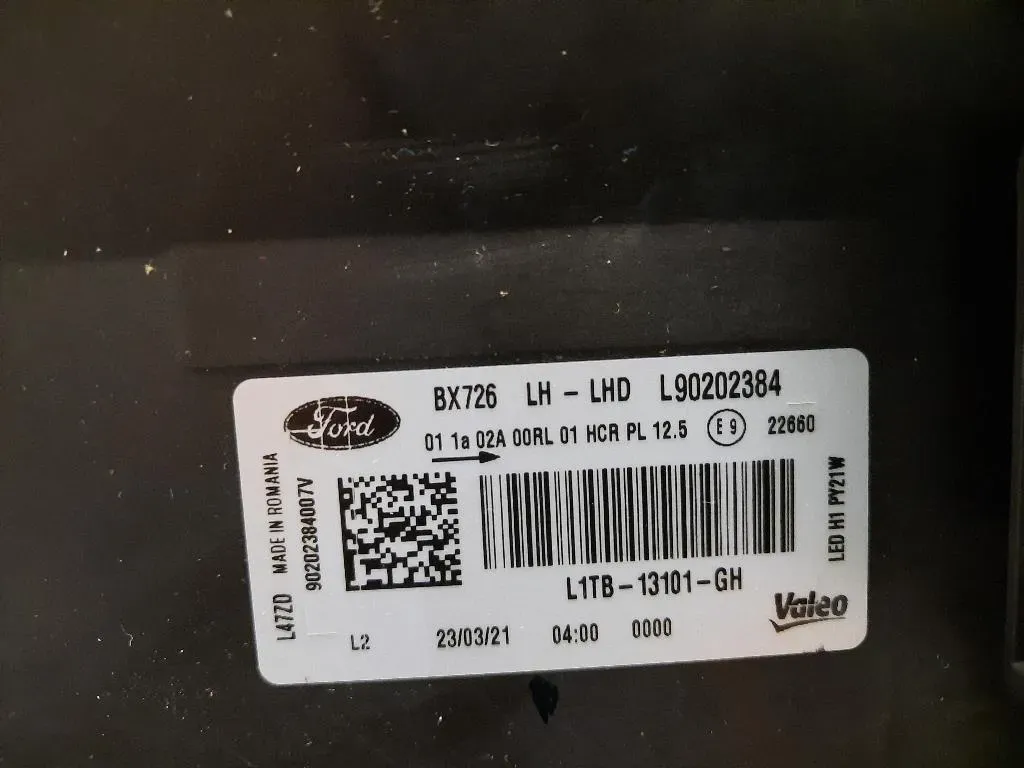 Ford
BX726 LH - LHD L90202384
01 1a 02A 00RL 01 HCR PL 12.5 E9 22660
L47ZD MADE IN ROMANIA
90202384007V
L1TB-13101-GH
LED H1 PY21W
Valeo
L2 23/03/21 04:00 0000